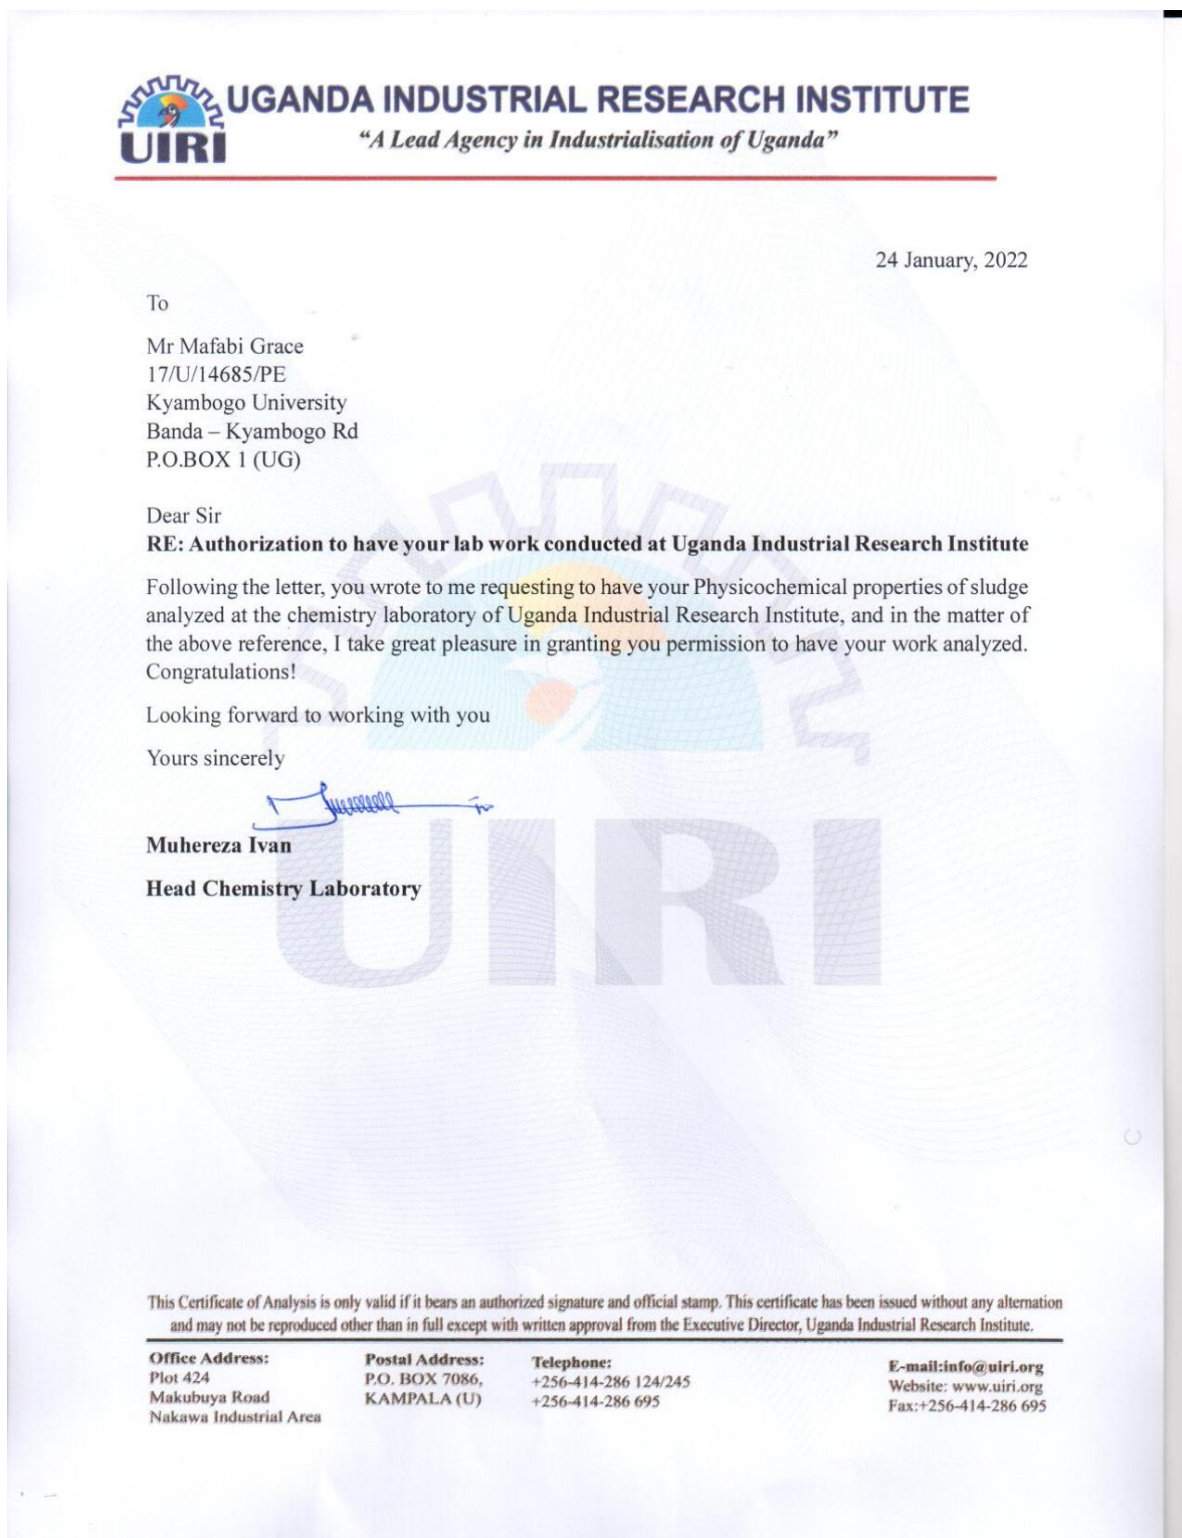 UGANDA INDUSTRIAL RESEARCH INSTITUTE
UIRI
“A Lead Agency in Industrialisation of Uganda”
24 January, 2022
To
Mr Mafabi Grace
17/U/14685/PE
Kyambogo University
Banda – Kyambogo Rd
P.O.BOX 1 (UG)
Dear Sir
RE: Authorization to have your lab work conducted at Uganda Industrial Research Institute
Following the letter, you wrote to me requesting to have your Physicochemical properties of sludge
analyzed at the chemistry laboratory of Uganda Industrial Research Institute, and in the matter of
the above reference, I take great pleasure in granting you permission to have your work analyzed.
Congratulations!
Looking forward to working with you
Yours sincerely
Muhereza Ivan
Head Chemistry Laboratory
UIRI
This Certificate of Analysis is only valid if it bears an authorized signature and official stamp. This certificate has been issued without any alternation
and may not be reproduced other than in full except with written approval from the Executive Director, Uganda Industrial Research Institute.
Office Address:
Plot 424
Makubuya Road
Nakawa Industrial Area
Postal Address:
P.O. BOX 7086,
KAMPALA (U)
Telephone:
+256-414-286 124/245
+256-414-286 695
E-mail:info@uiri.org
Website: www.uiri.org
Fax:+256-414-286 695